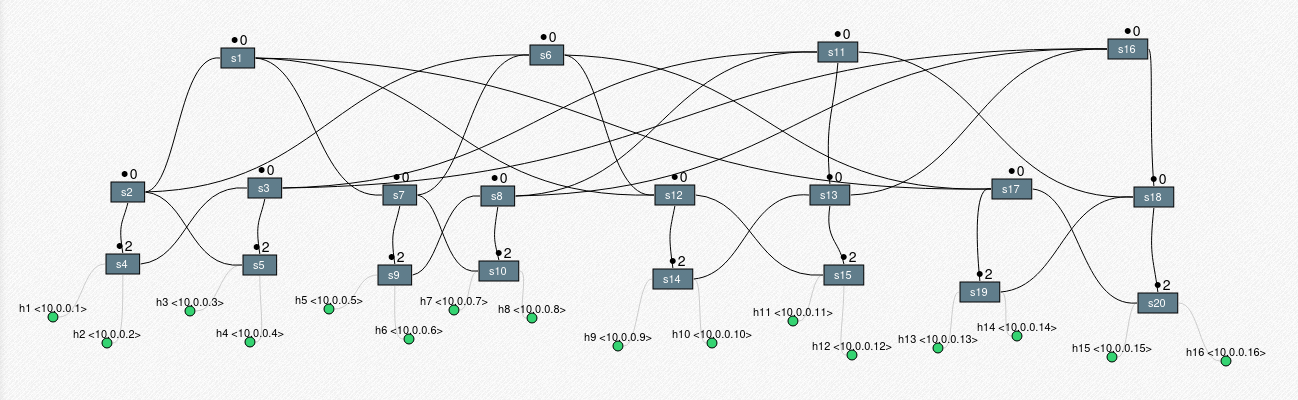 0
0
0
0
s1
s6
s11
s16
0
0
0
0
0
0
0
0
s2
s3
s7
s8
s12
s13
s17
s18
2
2
2
2
2
2
2
2
s4
s5
s9
s10
s14
s15
s19
s20
h1 <10.0.0.1>
h3 <10.0.0.3>
h5 <10.0.0.5>
h7 <10.0.0.7>
h8 <10.0.0.8>
h11 <10.0.0.11>
h2 <10.0.0.2>
h4 <10.0.0.4>
h6 <10.0.0.6>
h9 <10.0.0.9>
h10 <10.0.0.10>
h12 <10.0.0.12>
h13 <10.0.0.13>
h14 <10.0.0.14>
h15 <10.0.0.15>
h16 <10.0.0.16>